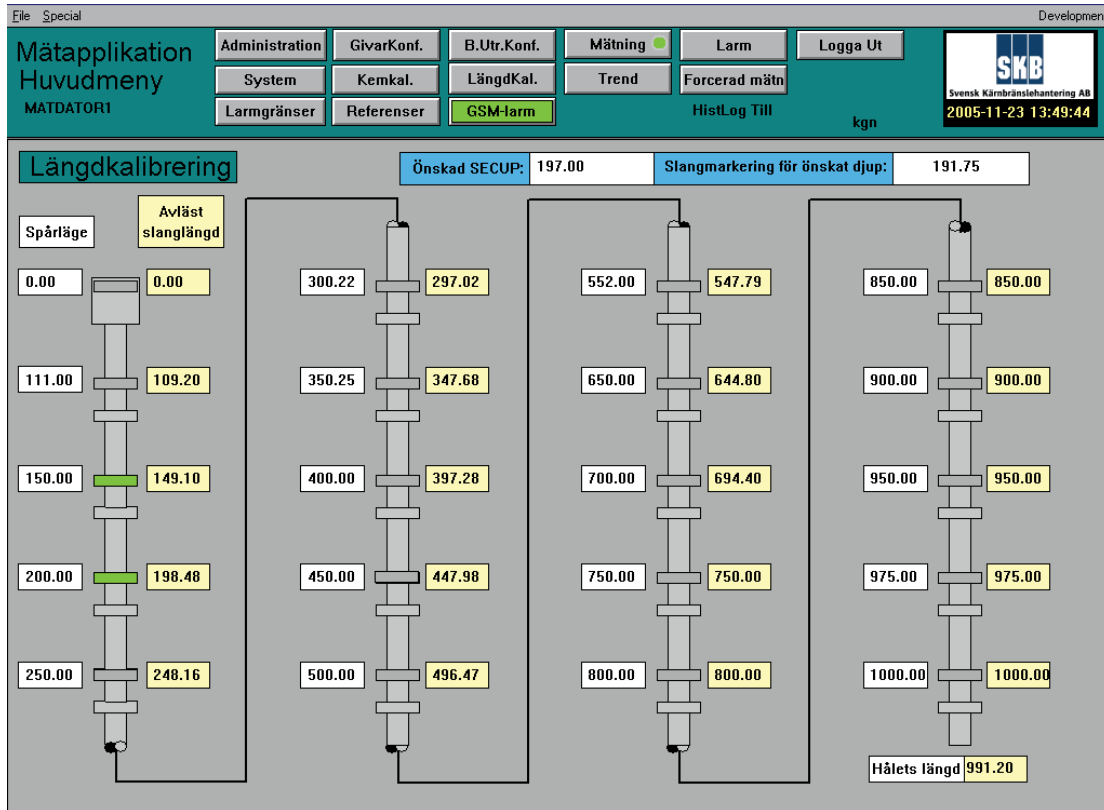 File Special Developmen
Mätapplikation
Huvudmeny
MATDATOR1
Administration GivarKonf. B.Utr.Konf. Mätning Larm Logga Ut
System Kemkal. LängdKal. Trend Forcerad mätn
Larmgränser Referenser GSM-larm HistLog Till kgn
SKB
Svensk Kärnbränslehantering AB
2005-11-23 13:49:44
Längdkalibrering
Önskad SECUP: 197.00 Slangmarkering för önskat djup: 191.75
Spårläge
Avläst
slanglängd
0.00 0.00 300.22 297.02 552.00 547.79 850.00 850.00
111.00 109.20 350.25 347.68 650.00 644.80 900.00 900.00
150.00 149.10 400.00 397.28 700.00 694.40 950.00 950.00
200.00 198.48 450.00 447.98 750.00 750.00 975.00 975.00
250.00 248.16 500.00 496.47 800.00 800.00 1000.00 1000.00
Hålets längd 991.20